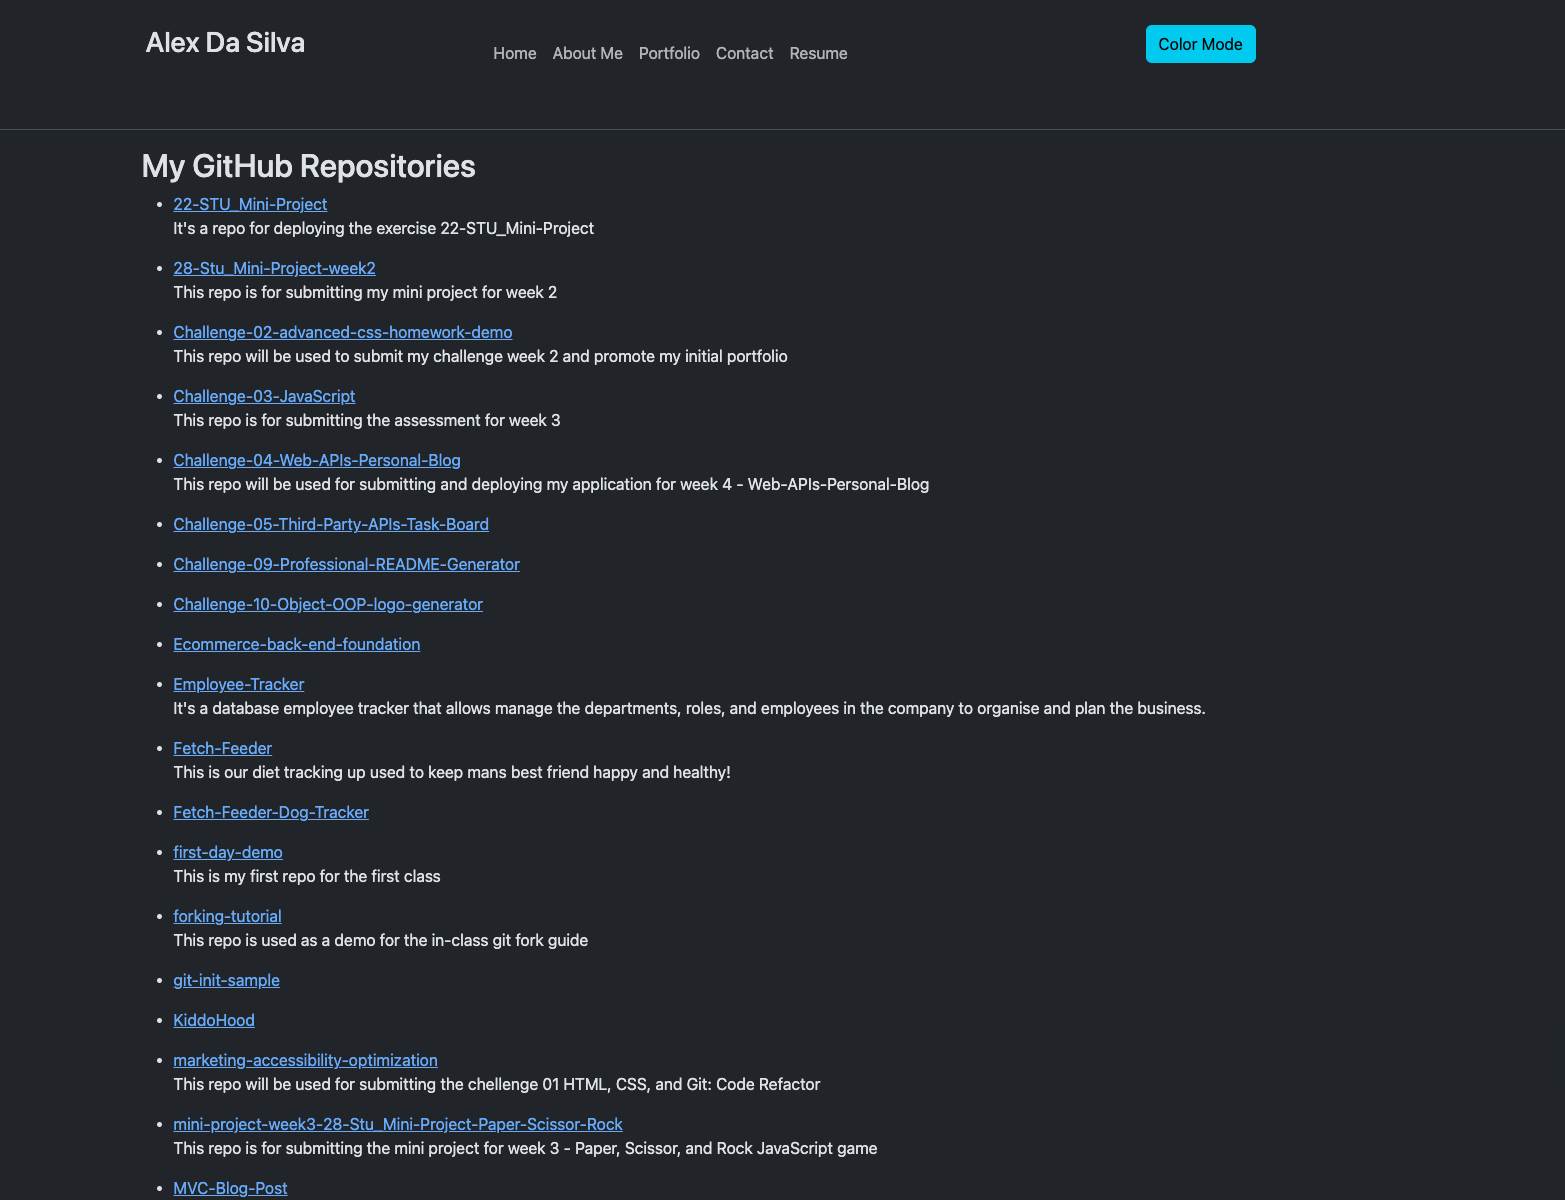 Alex Da Silva
Home About Me Portfolio Contact Resume
Color Mode
My GitHub Repositories
22-STU_Mini-Project
It's a repo for deploying the exercise 22-STU_Mini-Project
28-Stu_Mini-Project-week2
This repo is for submitting my mini project for week 2
Challenge-02-advanced-css-homework-demo
This repo will be used to submit my challenge week 2 and promote my initial portfolio
Challenge-03-JavaScript
This repo is for submitting the assessment for week 3
Challenge-04-Web-APIs-Personal-Blog
This repo will be used for submitting and deploying my application for week 4 - Web-APIs-Personal-Blog
Challenge-05-Third-Party-APIs-Task-Board
Challenge-09-Professional-README-Generator
Challenge-10-Object-OOP-logo-generator
Ecommerce-back-end-foundation
Employee-Tracker
It's a database employee tracker that allows manage the departments, roles, and employees in the company to organise and plan the business.
Fetch-Feeder
This is our diet tracking up used to keep mans best friend happy and healthy!
Fetch-Feeder-Dog-Tracker
first-day-demo
This is my first repo for the first class
forking-tutorial
This repo is used as a demo for the in-class git fork guide
git-init-sample
KiddoHood
marketing-accessibility-optimization
This repo will be used for submitting the chellenge 01 HTML, CSS, and Git: Code Refactor
mini-project-week3-28-Stu_Mini-Project-Paper-Scissor-Rock
This repo is for submitting the mini project for week 3 - Paper, Scissor, and Rock JavaScript game
MVC-Blog-Post